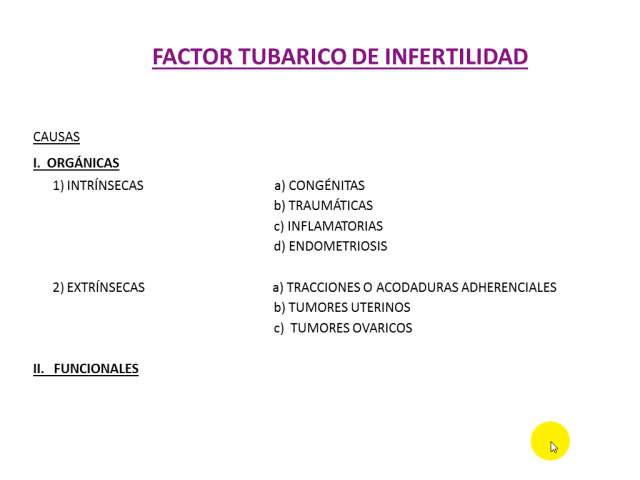 FACTOR TUBARICO DE INFERTILIDAD
CAUSAS
I. ORGÁNICAS
1) INTRÍNSECAS a) CONGÉNITAS
b) TRAUMÁTICAS
c) INFLAMATORIAS
d) ENDOMETRIOSIS
2) EXTRÍNSECAS a) TRACCIONES O ACODADURAS ADHERENCIALES
b) TUMORES UTERINOS
c) TUMORES OVARICOS
II. FUNCIONALES